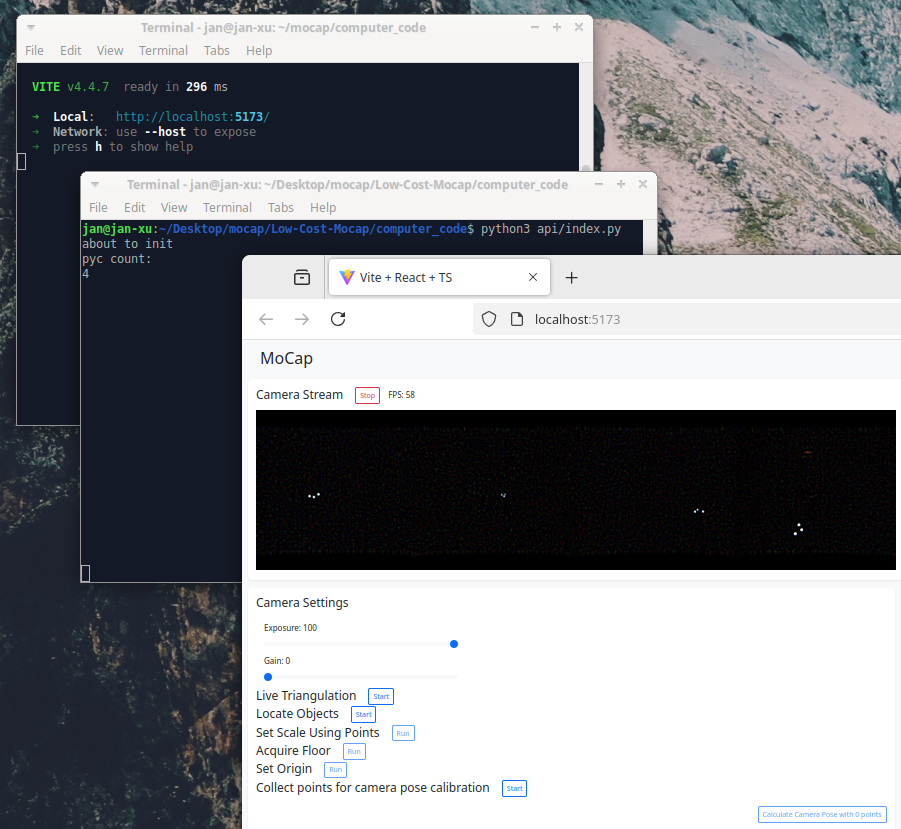 Terminal - jan@jan-xu: ~/mocap/computer_code
File Edit View Terminal Tabs Help
VITE v4.4.7 ready in 296 ms
➜ Local: http://localhost:5173/
➜ Network: use --host to expose
➜ press h to show help
Terminal - jan@jan-xu: ~/Desktop/mocap/Low-Cost-Mocap/computer_code
File Edit View Terminal Tabs Help
jan@jan-xu:~/Desktop/mocap/Low-Cost-Mocap/computer_code$ python3 api/index.py
about to init
pyc count:
4
Vite + React + TS
localhost:5173
MoCap
Camera Stream Stop FPS: 58
Camera Settings
Exposure: 100
Gain: 0
Live Triangulation Start
Locate Objects Start
Set Scale Using Points Run
Acquire Floor Run
Set Origin Run
Collect points for camera pose calibration Start
Calculate Camera Pose with 0 points